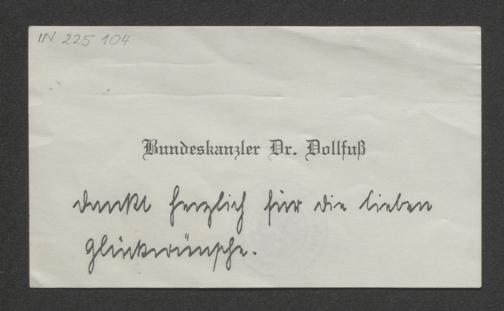 IN 225 104
Bundeskanzler Dr. Dollfuß
dankt herzlich für die lieben
Glückwünsche.